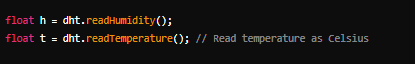 float h = dht.readHumidity();
float t = dht.readTemperature(); // Read temperature as Celsius